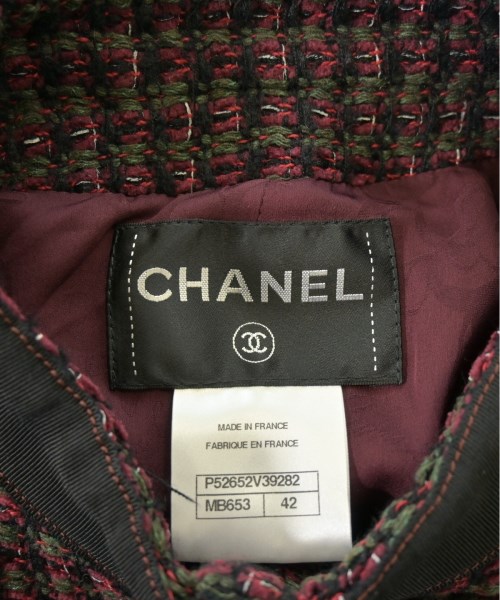 CHANEL
MADE IN FRANCE
FABRIQUE EN FRANCE
P52652V39282
MB653 42